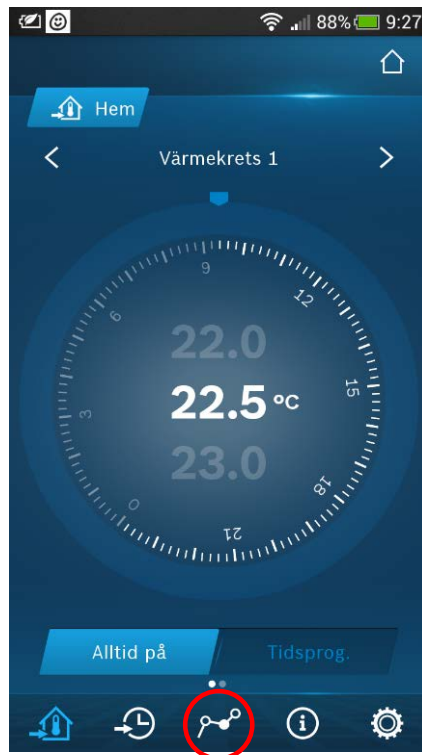 88% 9:27
Hem
Värmekrets 1
9
12
6
22.0
22.5 °C
15
3
23.0
0
18
21
Alltid på
Tidsprog.